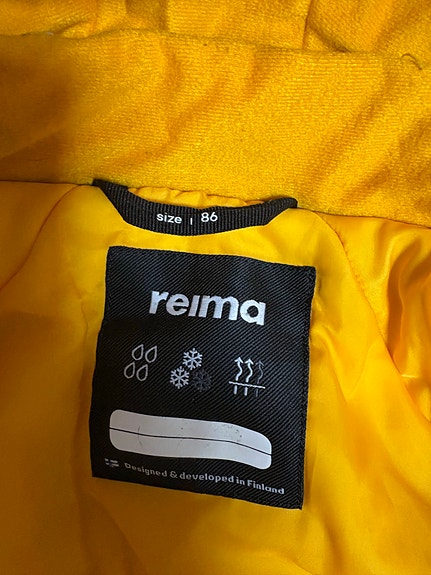 size | 86
reima
Designed & developed in Finland